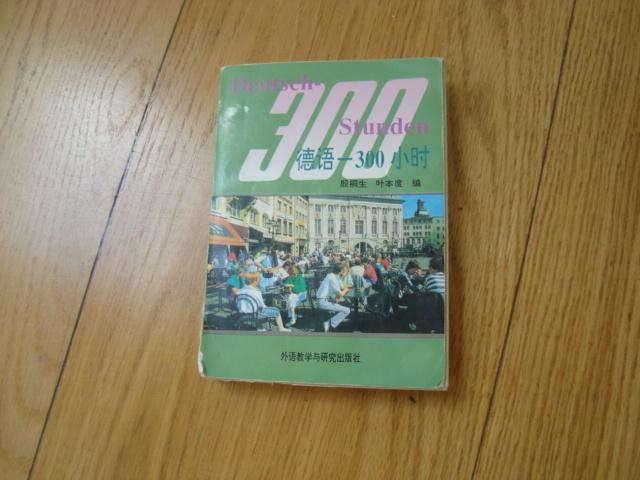 Deutsch-
300
Stunden
德语－300 小时
殷桐生 叶本度 编
外语教学与研究出版社